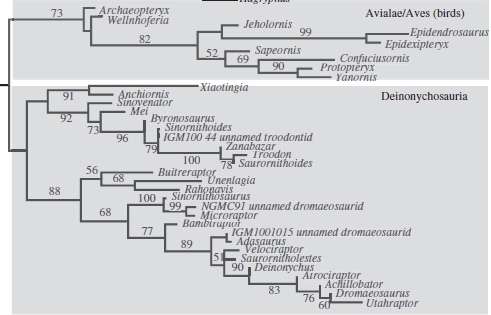 73
Archaeopteryx
Wellnhoferia
Avialae/Aves (birds)
Jeholornis
82
99
Epidendrosaurus
Epidexipteryx
52
Sapeornis
69
Confuciusornis
90
Protopteryx
Yanornis
Xiaotingia
91
Anchiornis
Deinonychosauria
Sinovenator
92
Mei
73
Byronosaurus
96
Sinornithoides
IGM100 44 unnamed troodontid
79
Zanabazar
100
Troodon
78
Saurornithoides
56
Buitreraptor
68
Unenlagia
88
Rahonavis
100
Sinornithosaurus
99
NGMC91 unnamed dromaeosaurid
68
Microraptor
77
Bambiraptor
IGM1001015 unnamed dromaeosaurid
89
Adasaurus
Velociraptor
51
Saurornitholestes
90
Deinonychus
Atrociraptor
83
Achillobator
76
Dromaeosaurus
60
Utahraptor